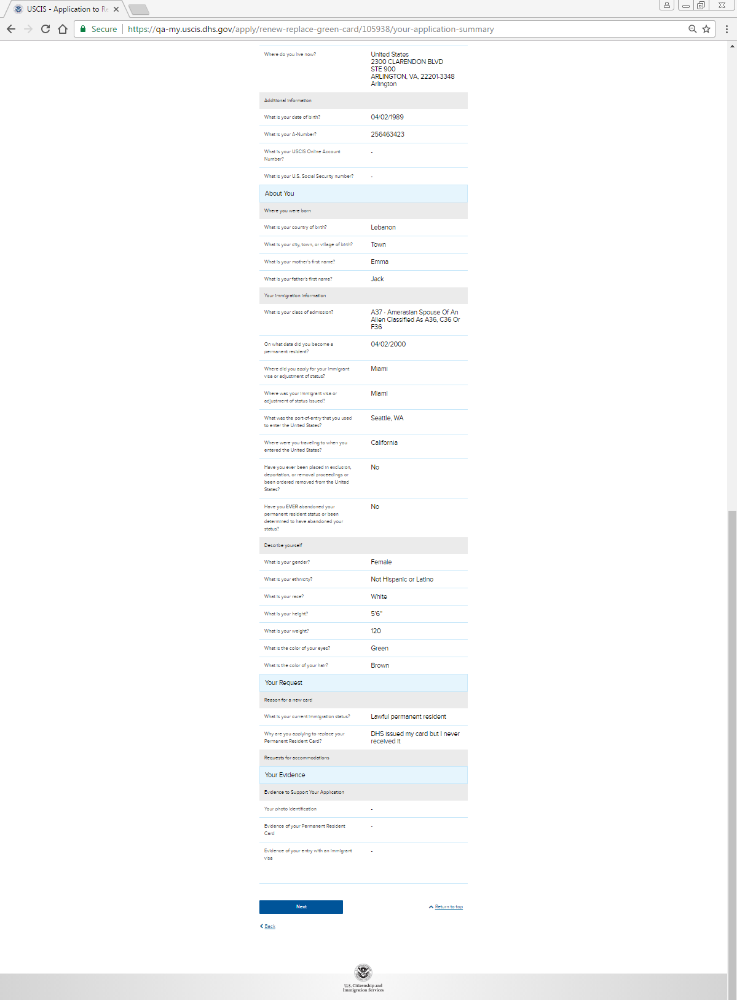 USCIS - Application to Re
Secure https://qa-my.uscis.dhs.gov/apply/renew-replace-green-card/105938/your-application-summary
Where do you live now? United States
2300 CLARENDON BLVD
STE 900
ARLINGTON, VA, 22201-3348
Arlington
Additional Information
What is your date of birth? 04/02/1989
What is your A-Number? 256463423
What is your USCIS Online Account -
Number?
What is your U.S. Social Security number? -
About You
Where you were born
What is your country of birth? Lebanon
What is your city, town, or village of birth? Town
What is your mother's first name? Emma
What is your father's first name? Jack
Your Immigration Information
What is your class of admission? A37 - Amerasian Spouse Of An
Alien Classified As A36, C36 Or
F36
On what date did you become a 04/02/2000
permanent resident?
Where did you apply for your immigrant Miami
visa or adjustment of status?
Where was your immigrant visa or Miami
adjustment of status issued?
What was the port-of-entry that you used Seattle, WA
to enter the United States?
Where were you traveling to when you California
entered the United States?
Have you ever been placed in exclusion, No
deportation, or removal proceedings or
been ordered removed from the United
States?
Have you EVER abandoned your No
permanent resident status or been
determined to have abandoned your
status?
Describe yourself
What is your gender? Female
What is your ethnicity? Not Hispanic or Latino
What is your race? White
What is your height? 5'6"
What is your weight? 120
What is the color of your eyes? Green
What is the color of your hair? Brown
Your Request
Reason for a new card
What is your current immigration status? Lawful permanent resident
Why are you applying to replace your DHS issued my card but I never
Permanent Resident Card? received it
Requests for accommodations
Your Evidence
Evidence to Support Your Application
Your photo identification -
Evidence of your Permanent Resident -
Card
Evidence of your entry with an immigrant -
visa
Next Return to top
Back
U.S. Citizenship and
Immigration Services